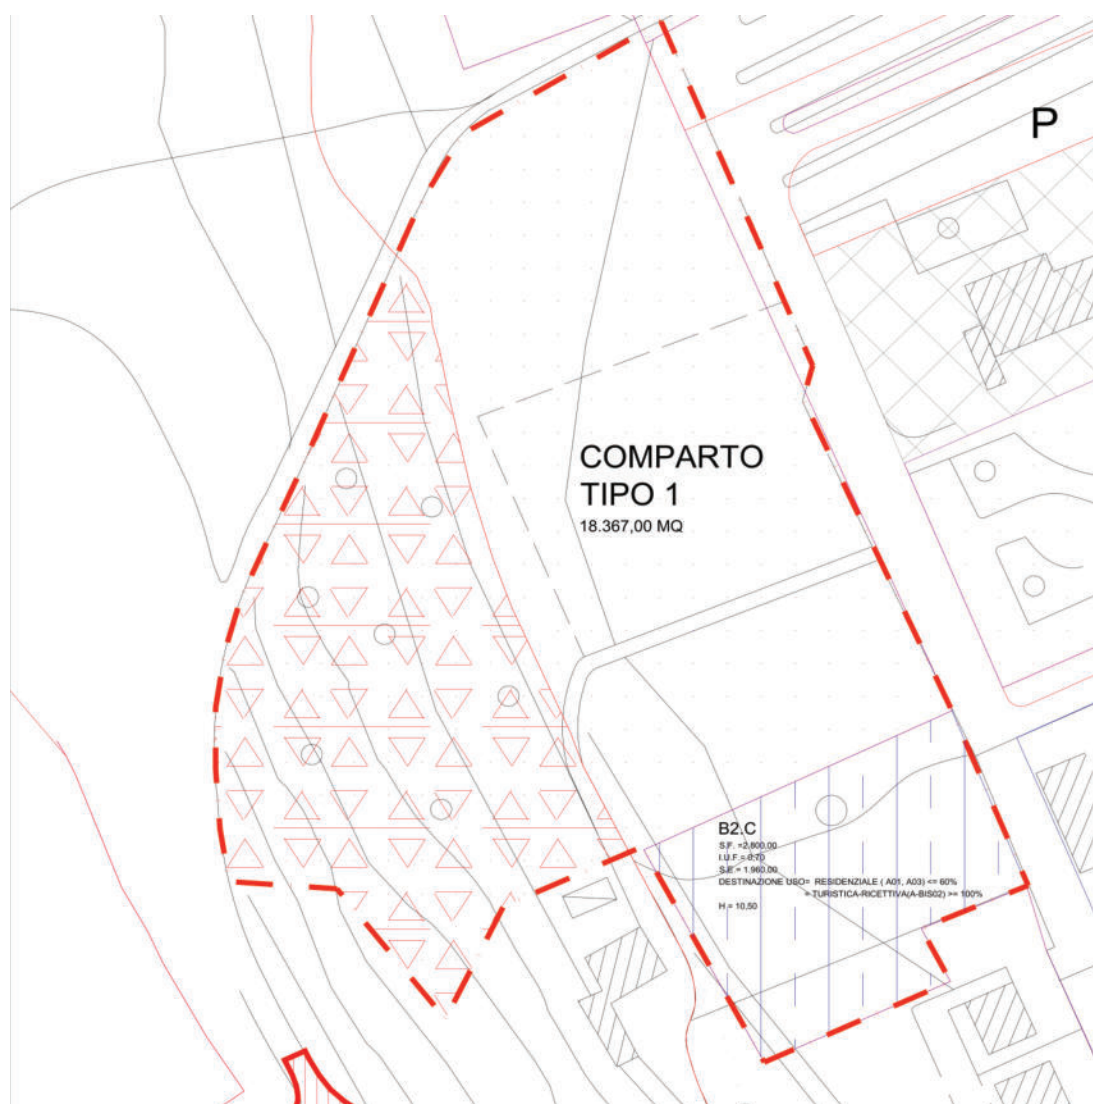 P
COMPARTO
TIPO 1
18.367,00 MQ
B2.C
S.F. =2.800,00
I.U.F.= 0,70
S.E.= 1.960,00
DESTINAZIONE USO= RESIDENZIALE ( A01, A03) <= 60%
= TURISTICA-RICETTIVA(A-BIS02) >= 100%
H.= 10,50